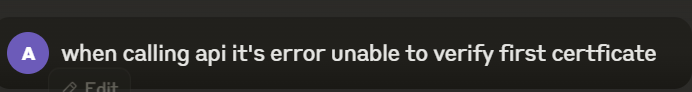 A
when calling api it's error unable to verify first certficate
Edit